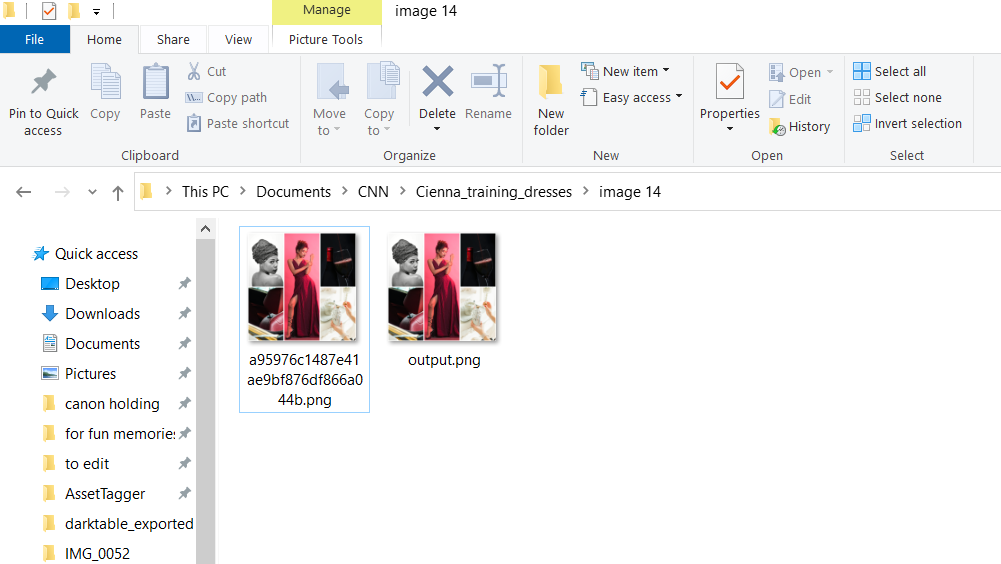 Manage
image 14
File
Home
Share
View
Picture Tools
Pin to Quick
access
Copy
Paste
Cut
Copy path
Paste shortcut
Clipboard
Move
to
Copy
to
Delete
Rename
Organize
New
folder
New item
Easy access
New
Properties
Open
Edit
History
Open
Select all
Select none
Invert selection
Select
This PC
Documents
CNN
Cienna_training_dresses
image 14
Quick access
Desktop
Downloads
Documents
Pictures
canon holding
for fun memories
to edit
AssetTagger
darktable_exported
IMG_0052
a95976c1487e41
ae9bf876df866a0
44b.png
output.png